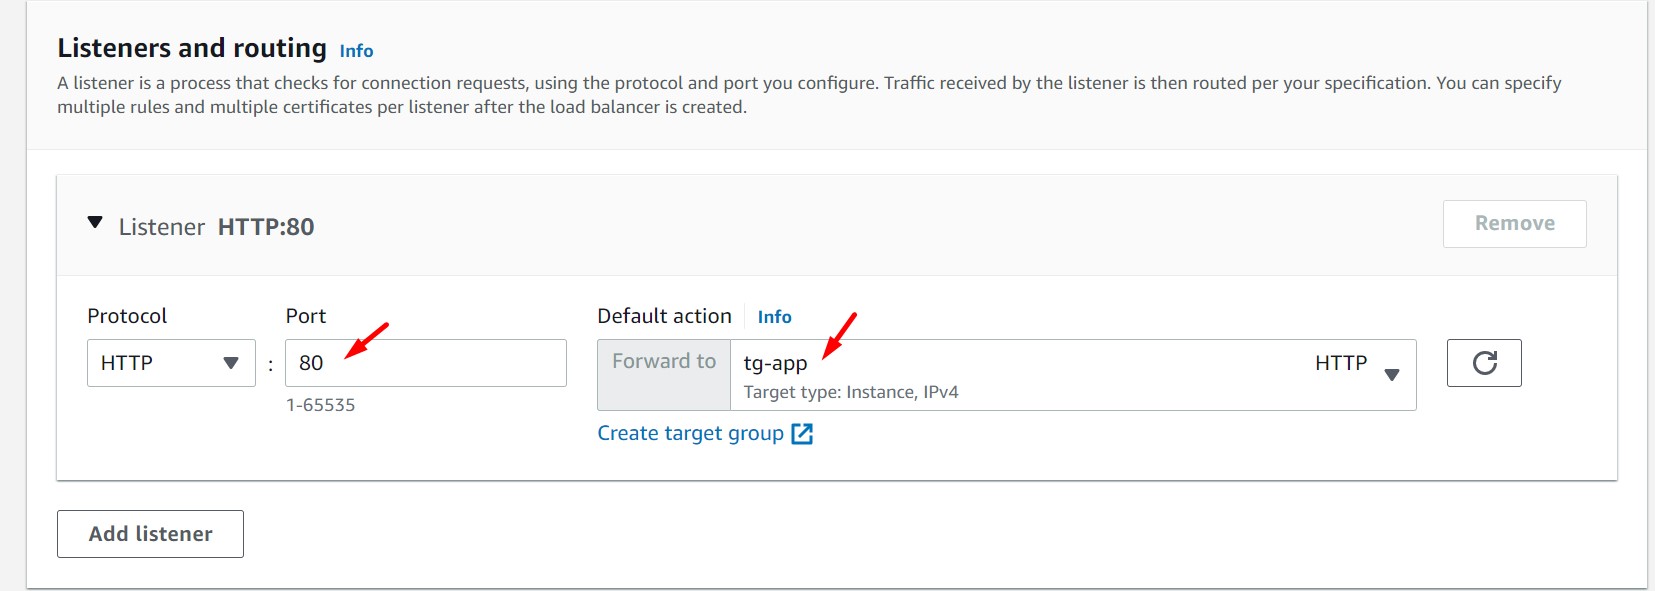 Listeners and routing Info
A listener is a process that checks for connection requests, using the protocol and port you configure. Traffic received by the listener is then routed per your specification. You can specify
multiple rules and multiple certificates per listener after the load balancer is created.
Listener HTTP:80
Remove
Protocol
Port
Default action
Info
HTTP
:
80
1-65535
Forward to
tg-app
HTTP
Target type: Instance, IPv4
Create target group
Add listener